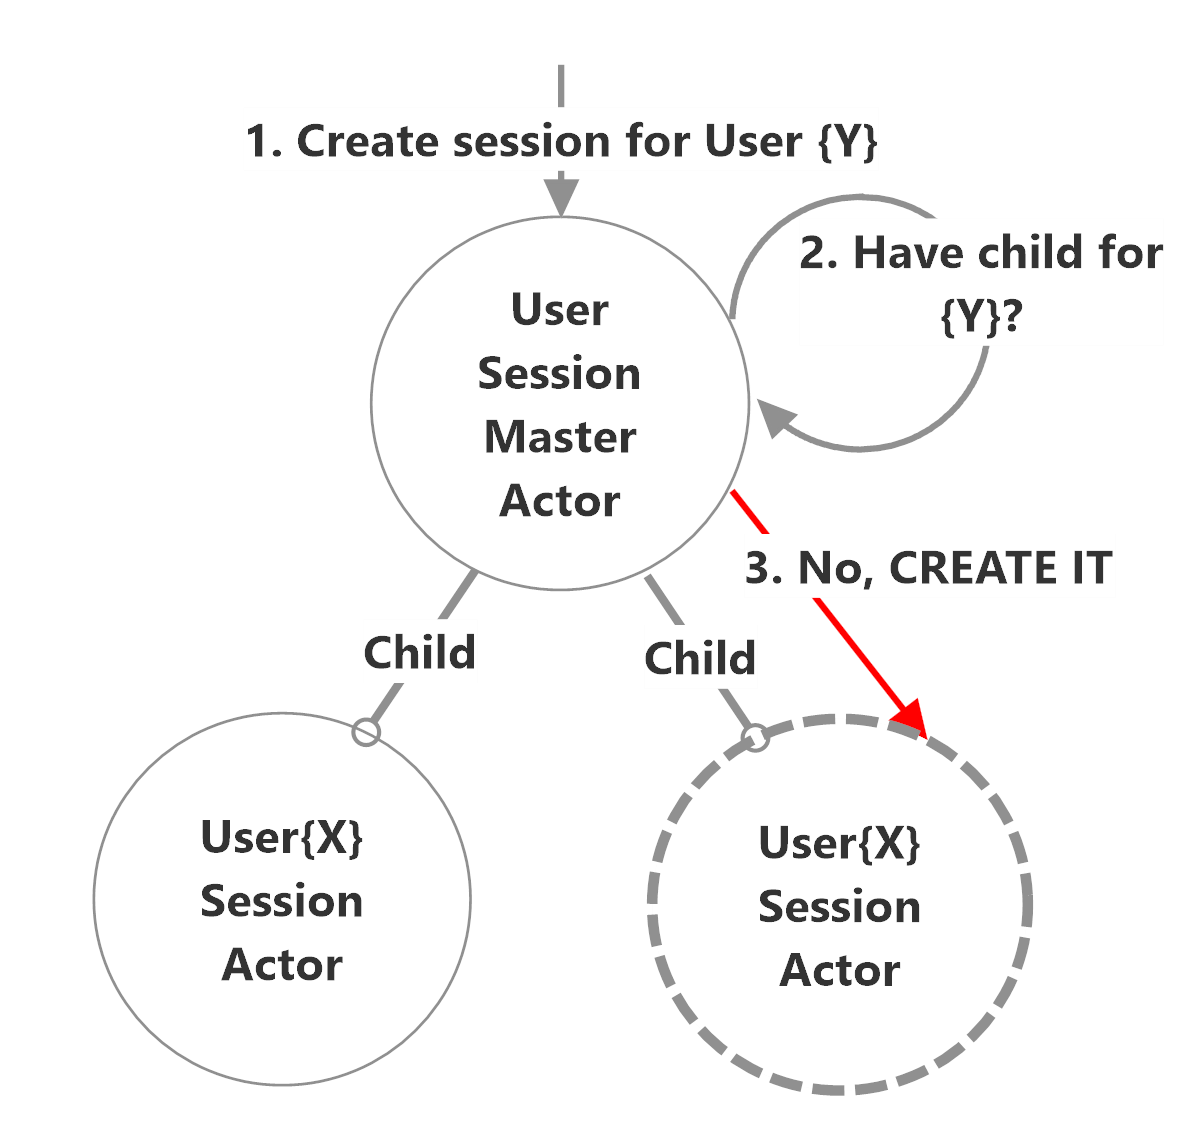 1. Create session for User {Y}
2. Have child for
{Y}?
User
Session
Master
Actor
3. No, CREATE IT
Child
Child
User{X}
Session
Actor
User{X}
Session
Actor